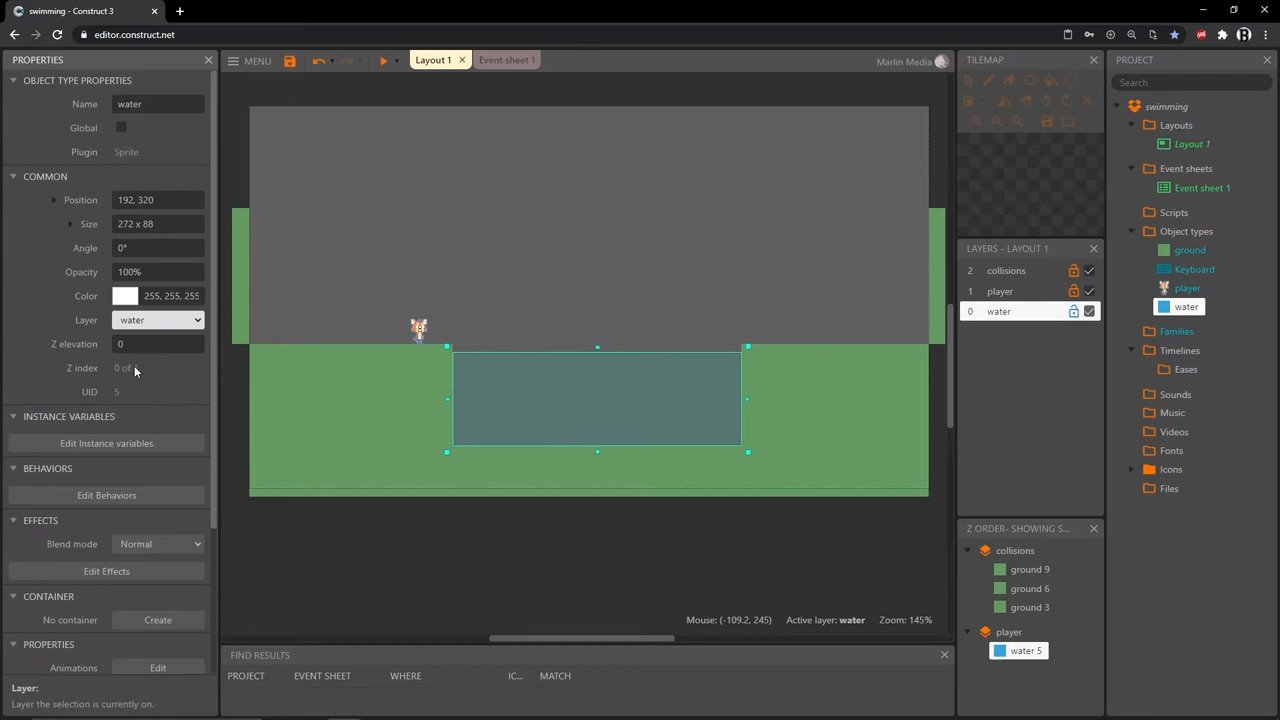 swimming - Construct 3
editor.construct.net
PROPERTIES
OBJECT TYPE PROPERTIES
Name water
Global
Plugin Sprite
COMMON
Position 192, 320
Size 272 x 88
Angle 0°
Opacity 100%
Color 255, 255, 255
Layer water
Z elevation 0
Z index 0 of
UID 5
INSTANCE VARIABLES
Edit Instance variables
BEHAVIORS
Edit Behaviors
EFFECTS
Blend mode Normal
Edit Effects
CONTAINER
No container Create
PROPERTIES
Animations Edit
Layer:
Layer the selection is currently on.
MENU
Layout 1
Event sheet 1
Marlin Media
Mouse: (-109.2, 245) Active layer: water Zoom: 145%
FIND RESULTS
PROJECT EVENT SHEET WHERE IC... MATCH
TILEMAP
LAYERS - LAYOUT 1
2 collisions
1 player
0 water
Z ORDER- SHOWING S...
collisions
ground 9
ground 6
ground 3
player
water 5
PROJECT
Search
swimming
Layouts
Layout 1
Event sheets
Event sheet 1
Scripts
Object types
ground
Keyboard
player
water
Families
Timelines
Eases
Sounds
Music
Videos
Fonts
Icons
Files